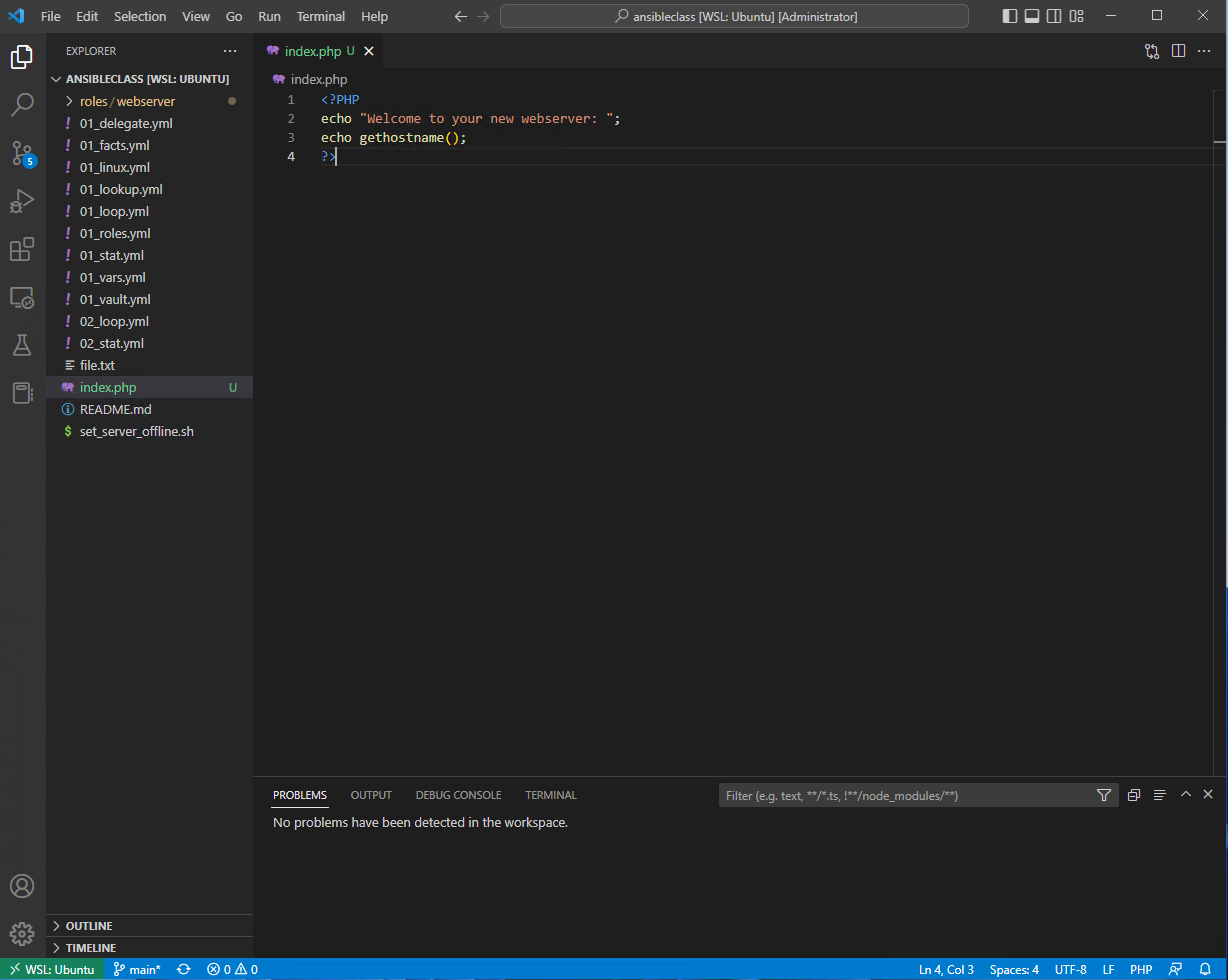 File Edit Selection View Go Run Terminal Help ansibleclass [WSL: Ubuntu] [Administrator]
EXPLORER
ANSIBLECLASS [WSL: UBUNTU]
roles / webserver
! 01_delegate.yml
! 01_facts.yml
! 01_linux.yml
! 01_lookup.yml
! 01_loop.yml
! 01_roles.yml
! 01_stat.yml
! 01_vars.yml
! 01_vault.yml
! 02_loop.yml
! 02_stat.yml
file.txt
index.php U
README.md
$ set_server_offline.sh
OUTLINE
TIMELINE
5
index.php U
index.php
1 <?PHP
2 echo "Welcome to your new webserver: ";
3 echo gethostname();
4 ?>
PROBLEMS OUTPUT DEBUG CONSOLE TERMINAL Filter (e.g. text, **/*.ts, !**/node_modules/**)
No problems have been detected in the workspace.
WSL: Ubuntu main* 0 0 Ln 4, Col 3 Spaces: 4 UTF-8 LF PHP